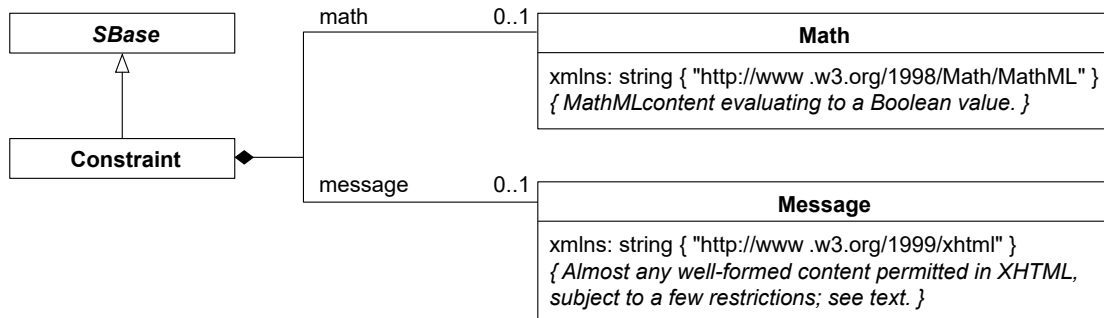 SBase
Constraint
math 0..1
Math
xmlns: string { "http://www .w3.org/1998/Math/MathML" }
{ MathMLcontent evaluating to a Boolean value. }
message 0..1
Message
xmlns: string { "http://www .w3.org/1999/xhtml" }
{ Almost any well-formed content permitted in XHTML,
subject to a few restrictions; see text. }